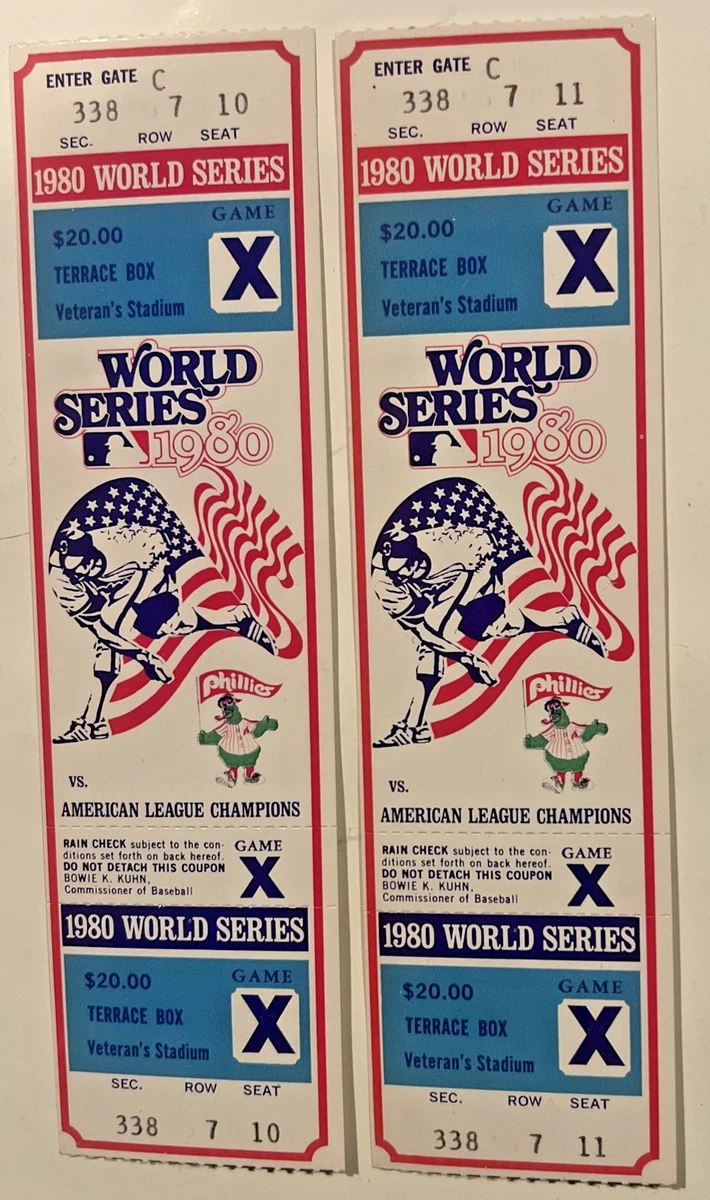 ENTER GATE C
338 7 10
SEC. ROW SEAT
1980 WORLD SERIES
GAME
$20.00
X
TERRACE BOX
Veteran's Stadium
WORLD
SERIES
1980
Phillies
VS.
AMERICAN LEAGUE CHAMPIONS
RAIN CHECK subject to the con-
ditions set forth on back hereof.
DO NOT DETACH THIS COUPON
BOWIE K. KUHN,
Commissioner of Baseball
GAME
X
1980 WORLD SERIES
GAME
$20.00
X
TERRACE BOX
Veteran's Stadium
SEC. ROW SEAT
338 7 10
ENTER GATE C
338 7 11
SEC. ROW SEAT
1980 WORLD SERIES
GAME
$20.00
X
TERRACE BOX
Veteran's Stadium
WORLD
SERIES
1980
Phillies
VS.
AMERICAN LEAGUE CHAMPIONS
RAIN CHECK subject to the con-
ditions set forth on back hereof.
DO NOT DETACH THIS COUPON
BOWIE K. KUHN,
Commissioner of Baseball
GAME
X
1980 WORLD SERIES
GAME
$20.00
X
TERRACE BOX
Veteran's Stadium
SEC. ROW SEAT
338 7 11